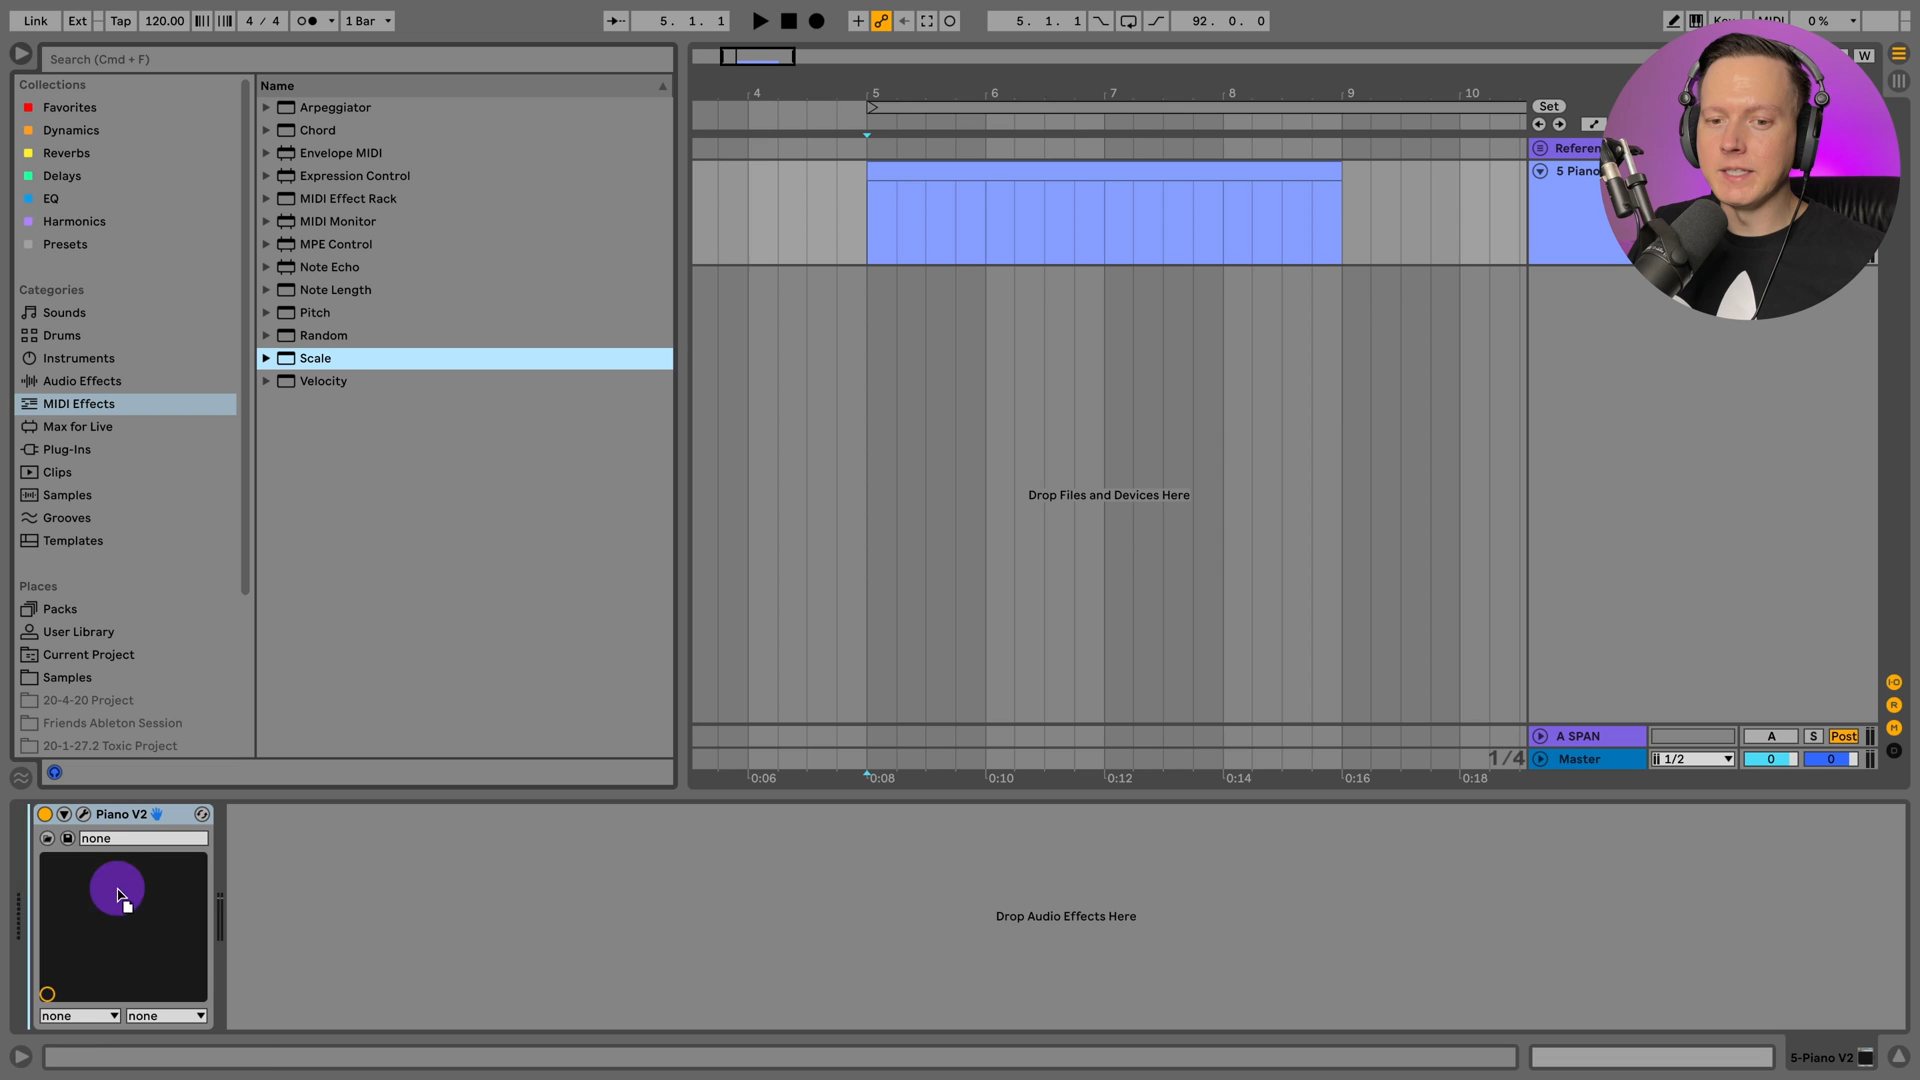 Link Ext Tap 120.00 4 / 4 1 Bar 5. 1. 1 5. 1. 1 92. 0. 0 MIDI 0 %
Search (Cmd + F)
W
Collections
Favorites
Dynamics
Reverbs
Delays
EQ
Harmonics
Presets
Categories
Sounds
Drums
Instruments
Audio Effects
MIDI Effects
Max for Live
Plug-Ins
Clips
Samples
Grooves
Templates
Places
Packs
User Library
Current Project
Samples
20-4-20 Project
Friends Ableton Session
20-1-27.2 Toxic Project
Name
Arpeggiator
Chord
Envelope MIDI
Expression Control
MIDI Effect Rack
MIDI Monitor
MPE Control
Note Echo
Note Length
Pitch
Random
Scale
Velocity
4 5 6 7 8 9 10
Set
5 Piano
Drop Files and Devices Here
I·O
R
M
D
A SPAN A S Post
1/4 Master 1/2 0 0
0:06 0:08 0:10 0:12 0:14 0:16 0:18
Piano V2
none
none none
Drop Audio Effects Here
5-Piano V2